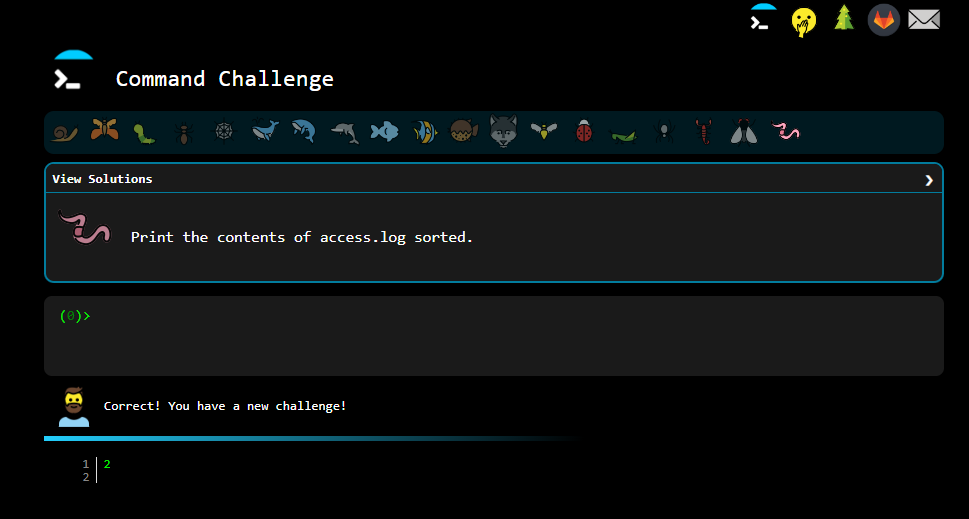 Command Challenge
View Solutions
Print the contents of access.log sorted.
(0)>
Correct! You have a new challenge!
1 2
2